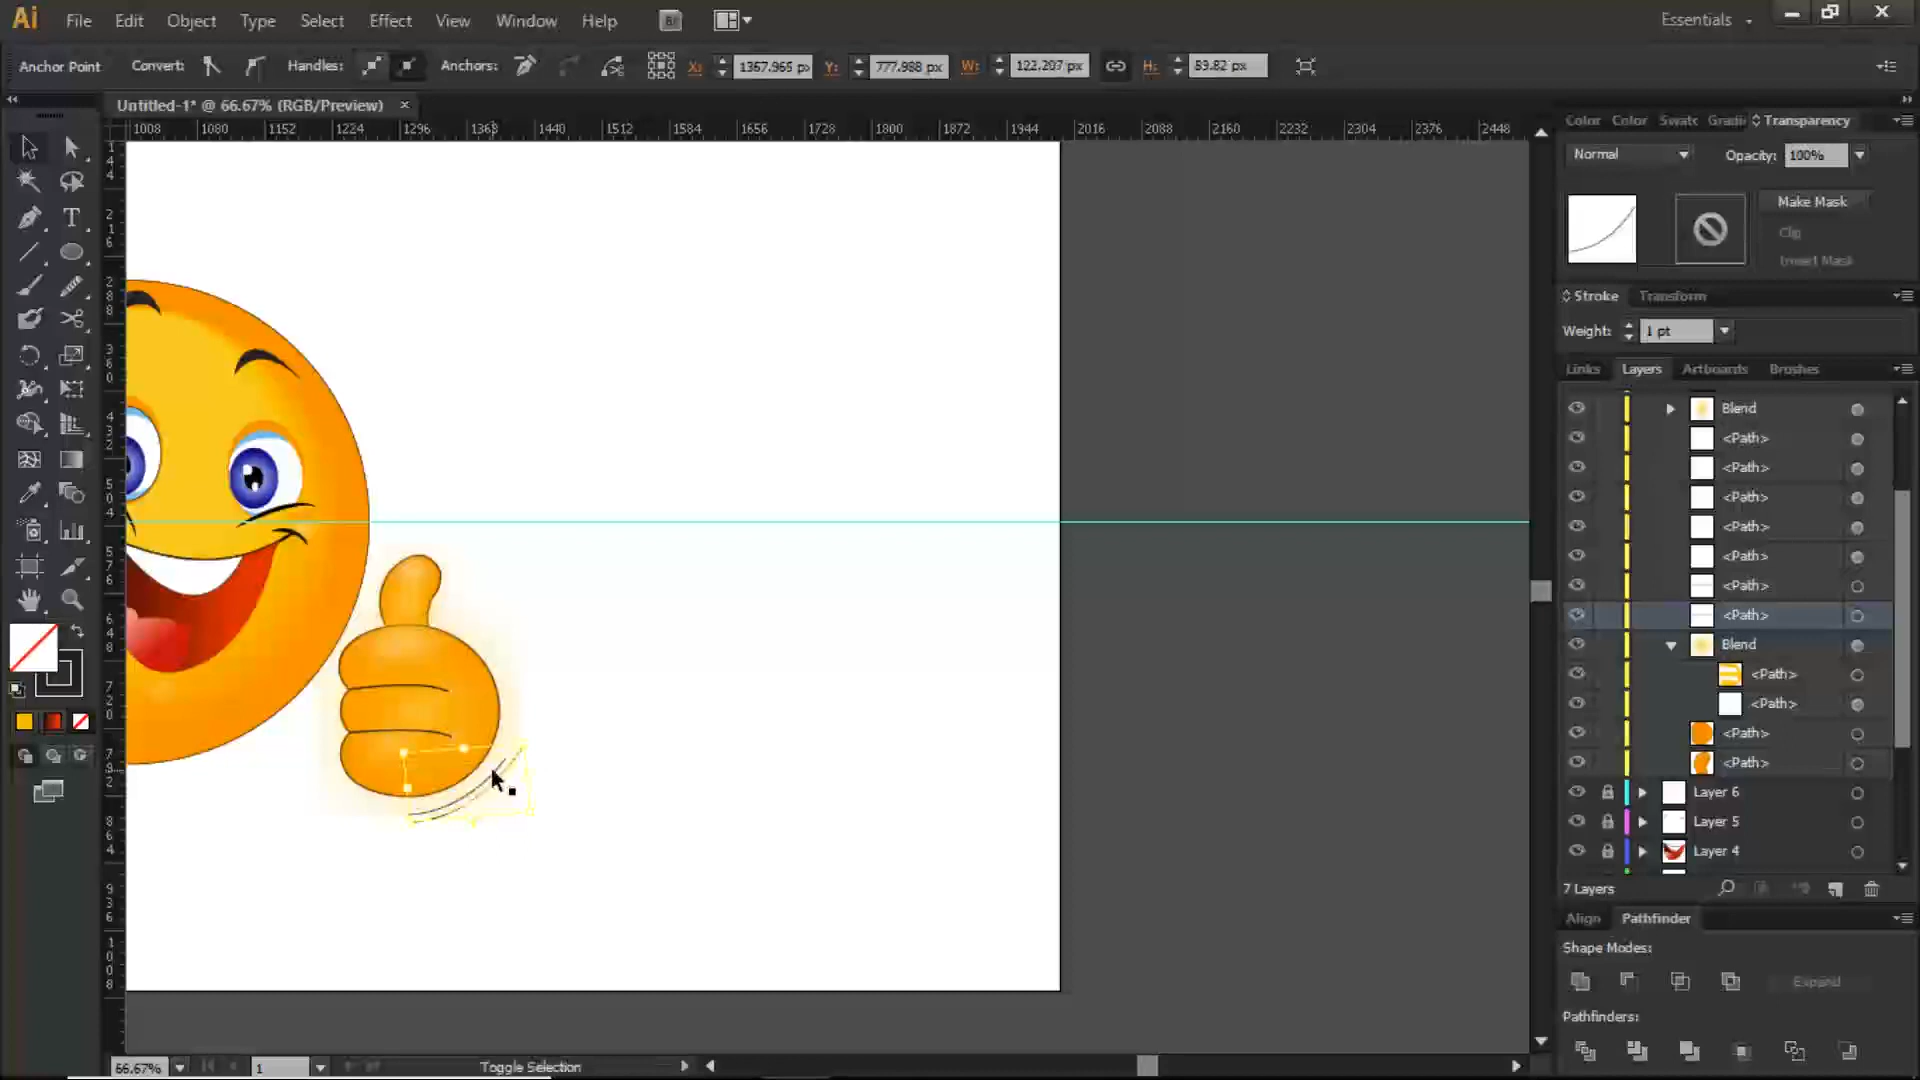 Ai File Edit Object Type Select Effect View Window Help Br Essentials
Anchor Point Convert: Handles: Anchors: X: 1367.965 px Y: 777.988 px W: 122.207 px H: 83.82 px
Untitled-1* @ 66.67% (RGB/Preview) ×
1008 1080 1152 1224 1296 1368 1440 1512 1584 1656 1728 1800 1872 1944 2016 2088 2160 2232 2304 2376 2448
Color Color Swatc Gradi Transparency
Normal Opacity: 100%
Make Mask
Clip
Invert Mask
Stroke Transform
Weight: 1 pt
Links Layers Artboards Brushes
Blend
<Path>
<Path>
<Path>
<Path>
<Path>
<Path>
<Path>
Blend
<Path>
<Path>
<Path>
<Path>
Layer 6
Layer 5
Layer 4
7 Layers
Align Pathfinder
Shape Modes:
Expand
Pathfinders:
66.67% 1 Toggle Selection